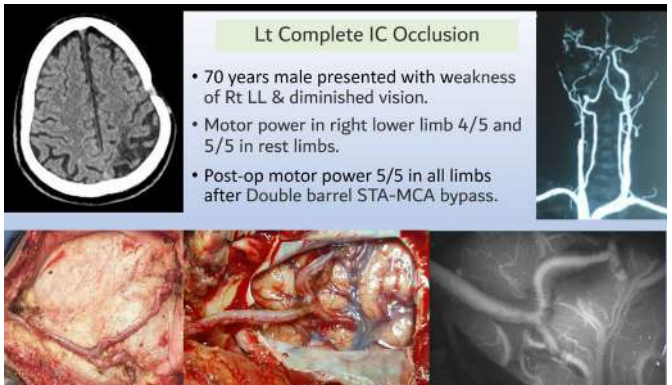 Lt Complete IC Occlusion
• 70 years male presented with weakness
of Rt LL & diminished vision.
• Motor power in right lower limb 4/5 and
5/5 in rest limbs.
• Post-op motor power 5/5 in all limbs
after Double barrel STA-MCA bypass.